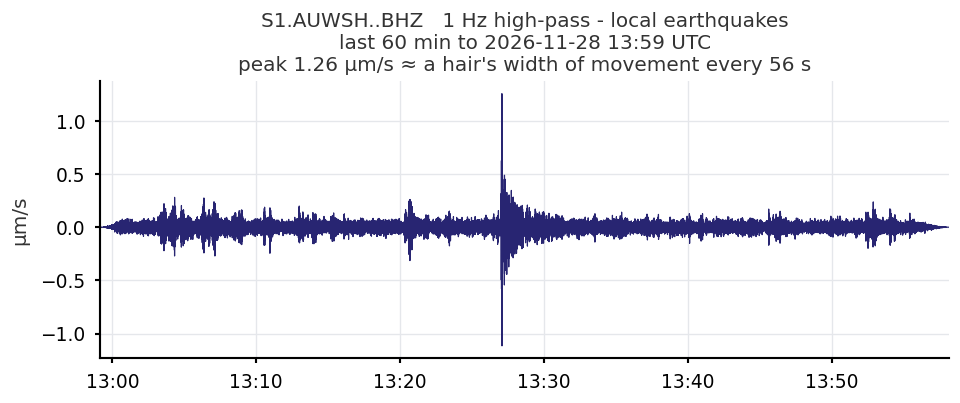 S1.AUWSH..BHZ   1 Hz high-pass - local earthquakes
last 60 min to 2026-11-28 13:59 UTC
peak 1.26 µm/s ≈ a hair's width of movement every 56 s
µm/s
1.0
0.5
0.0
−0.5
−1.0
13:00 13:10 13:20 13:30 13:40 13:50